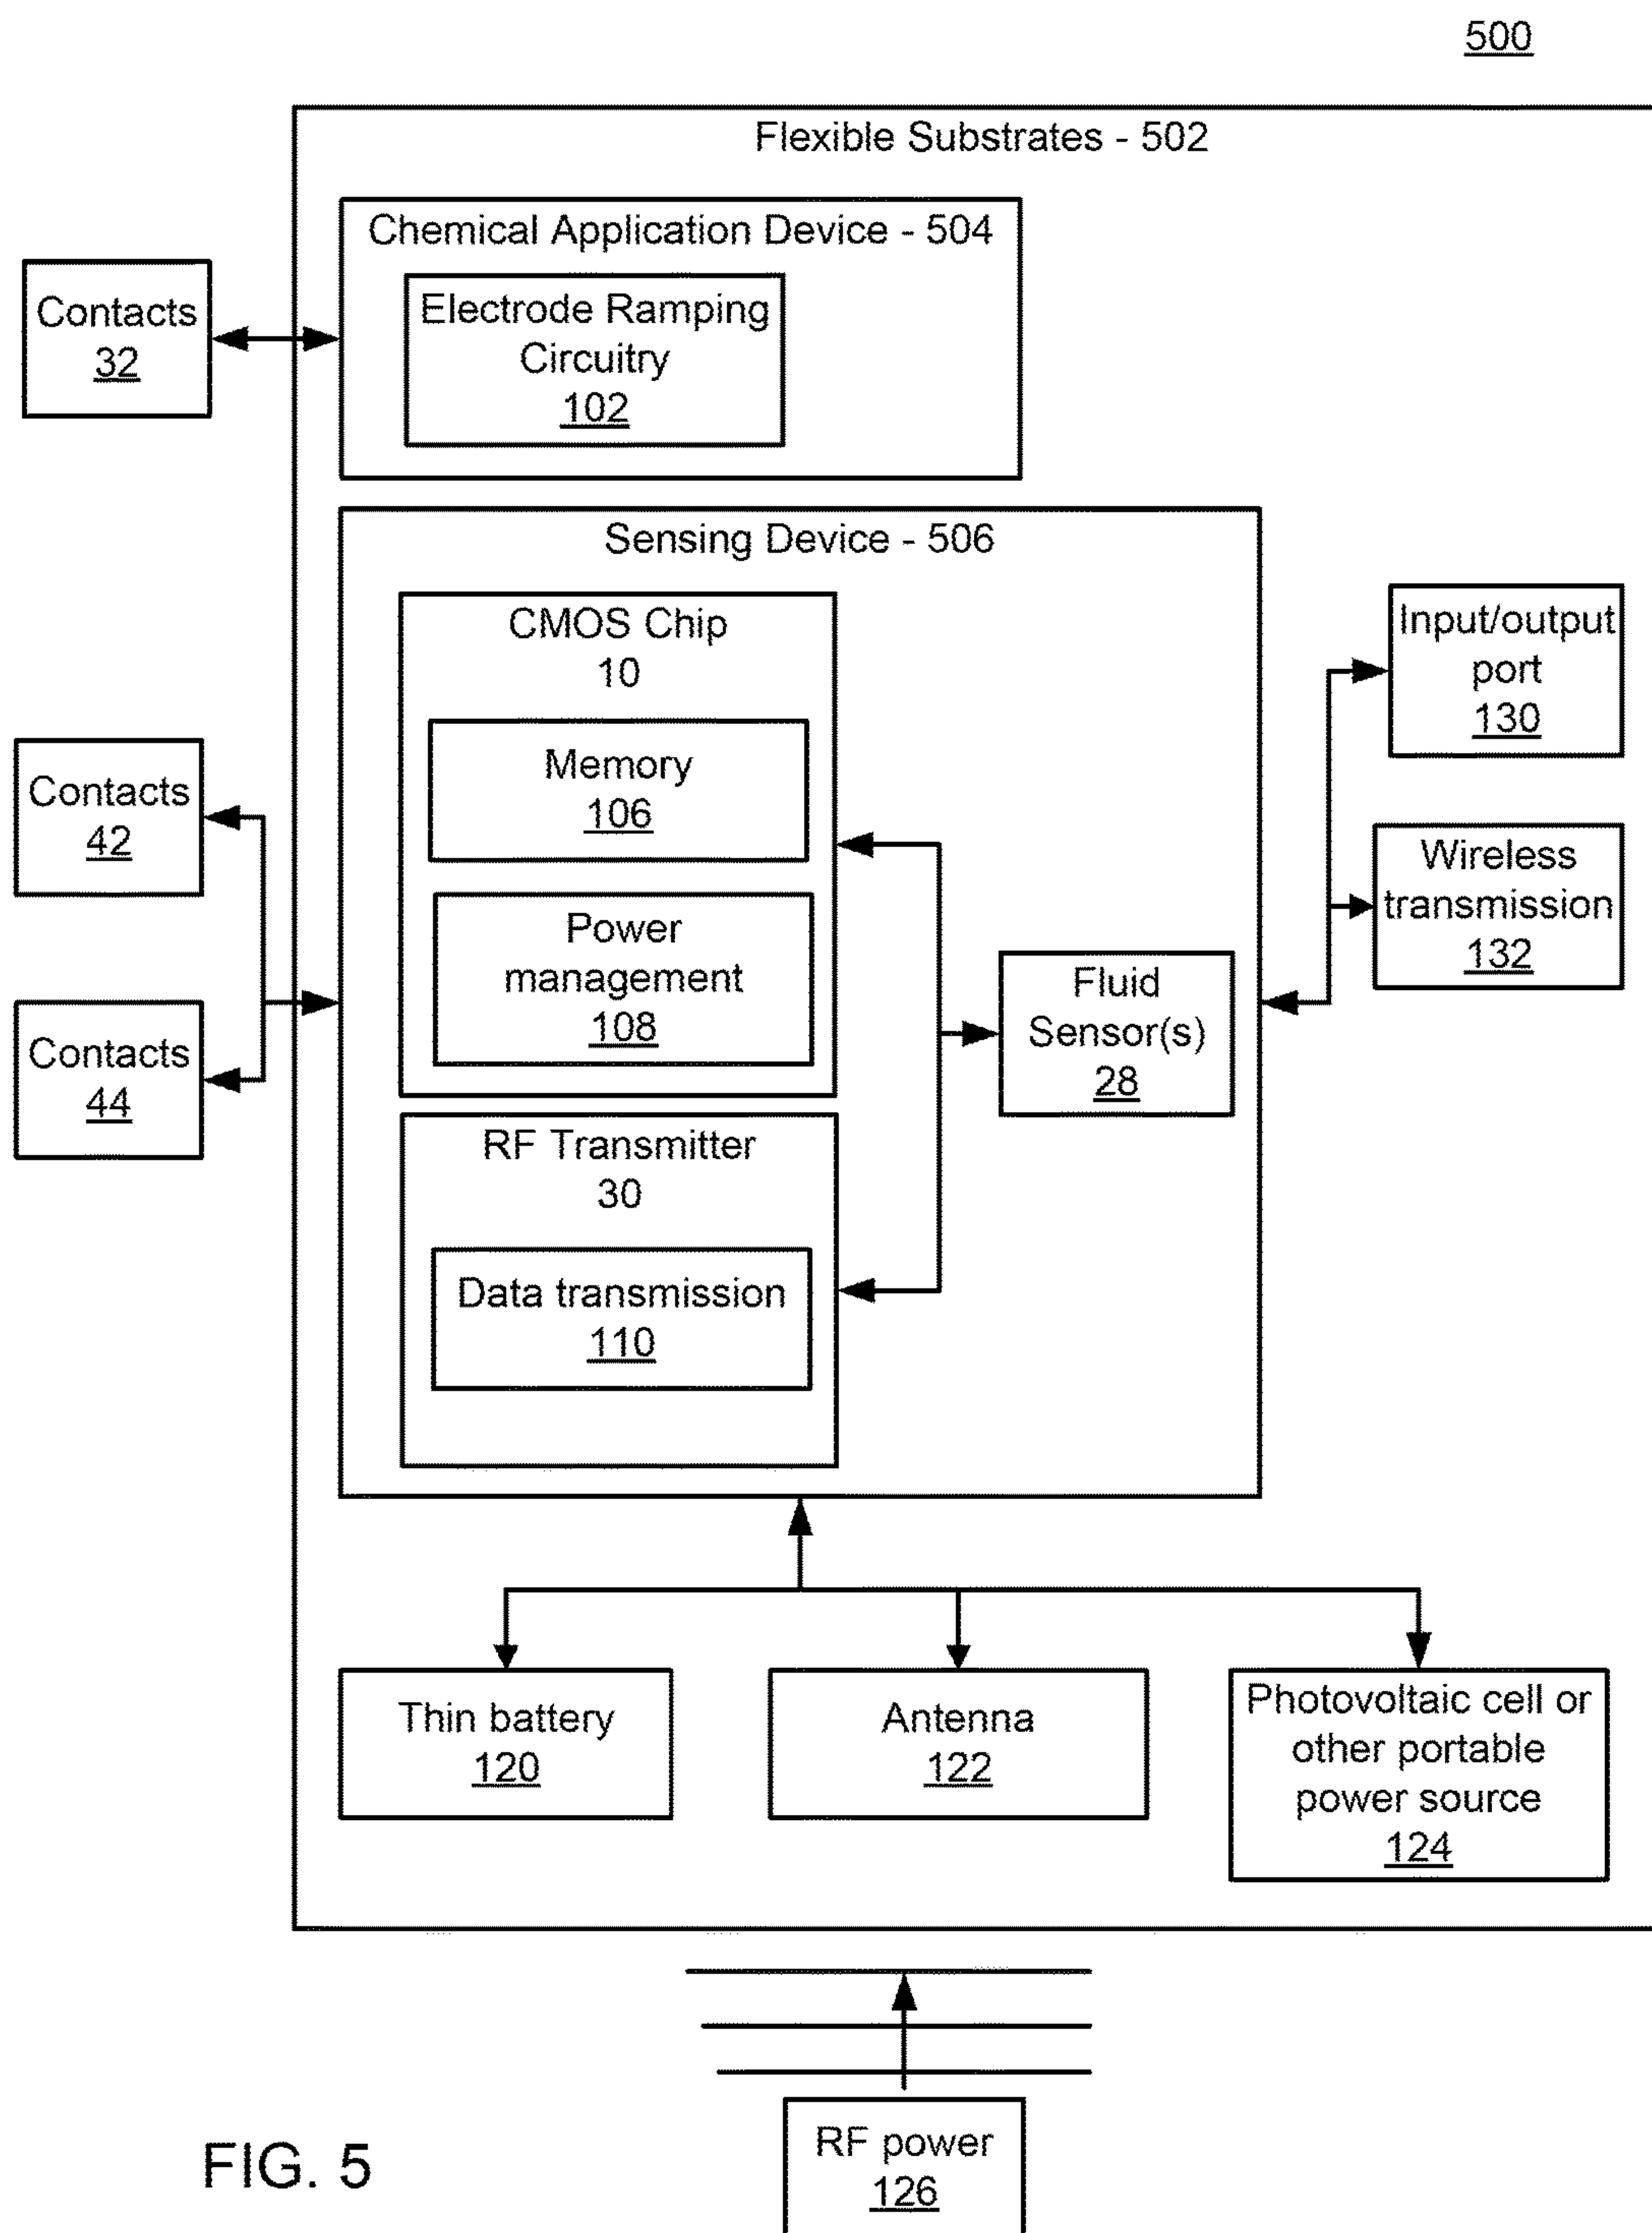 500
Flexible Substrates - 502
Chemical Application Device - 504
Electrode Ramping
Circuitry
102
Contacts
32
Sensing Device - 506
CMOS Chip
10
Memory
106
Power
management
108
Fluid
Sensor(s)
28
RF Transmitter
30
Data transmission
110
Contacts
42
Contacts
44
Input/output
port
130
Wireless
transmission
132
Thin battery
120
Antenna
122
Photovoltaic cell or
other portable
power source
124
RF power
126
FIG. 5